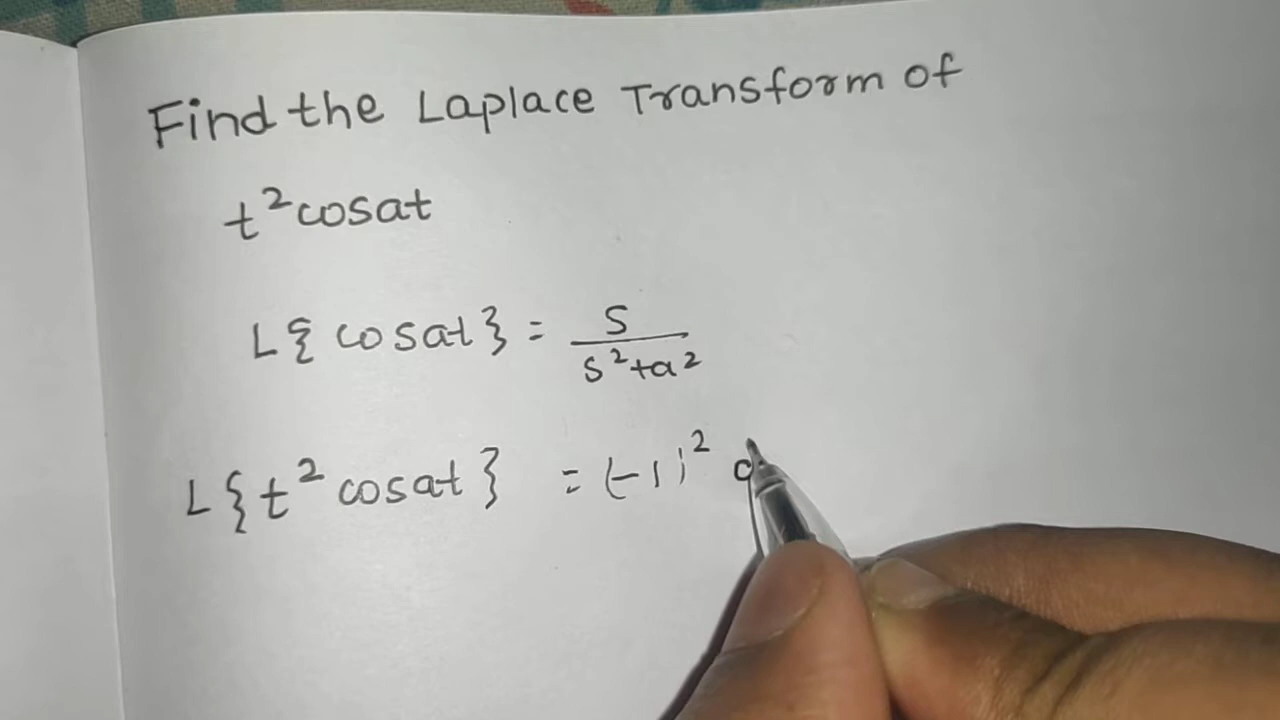 Find the Laplace Transform of
t²cosat
L{cosat} = s/(s²+a²)
L{t²cosat} = (-1)²